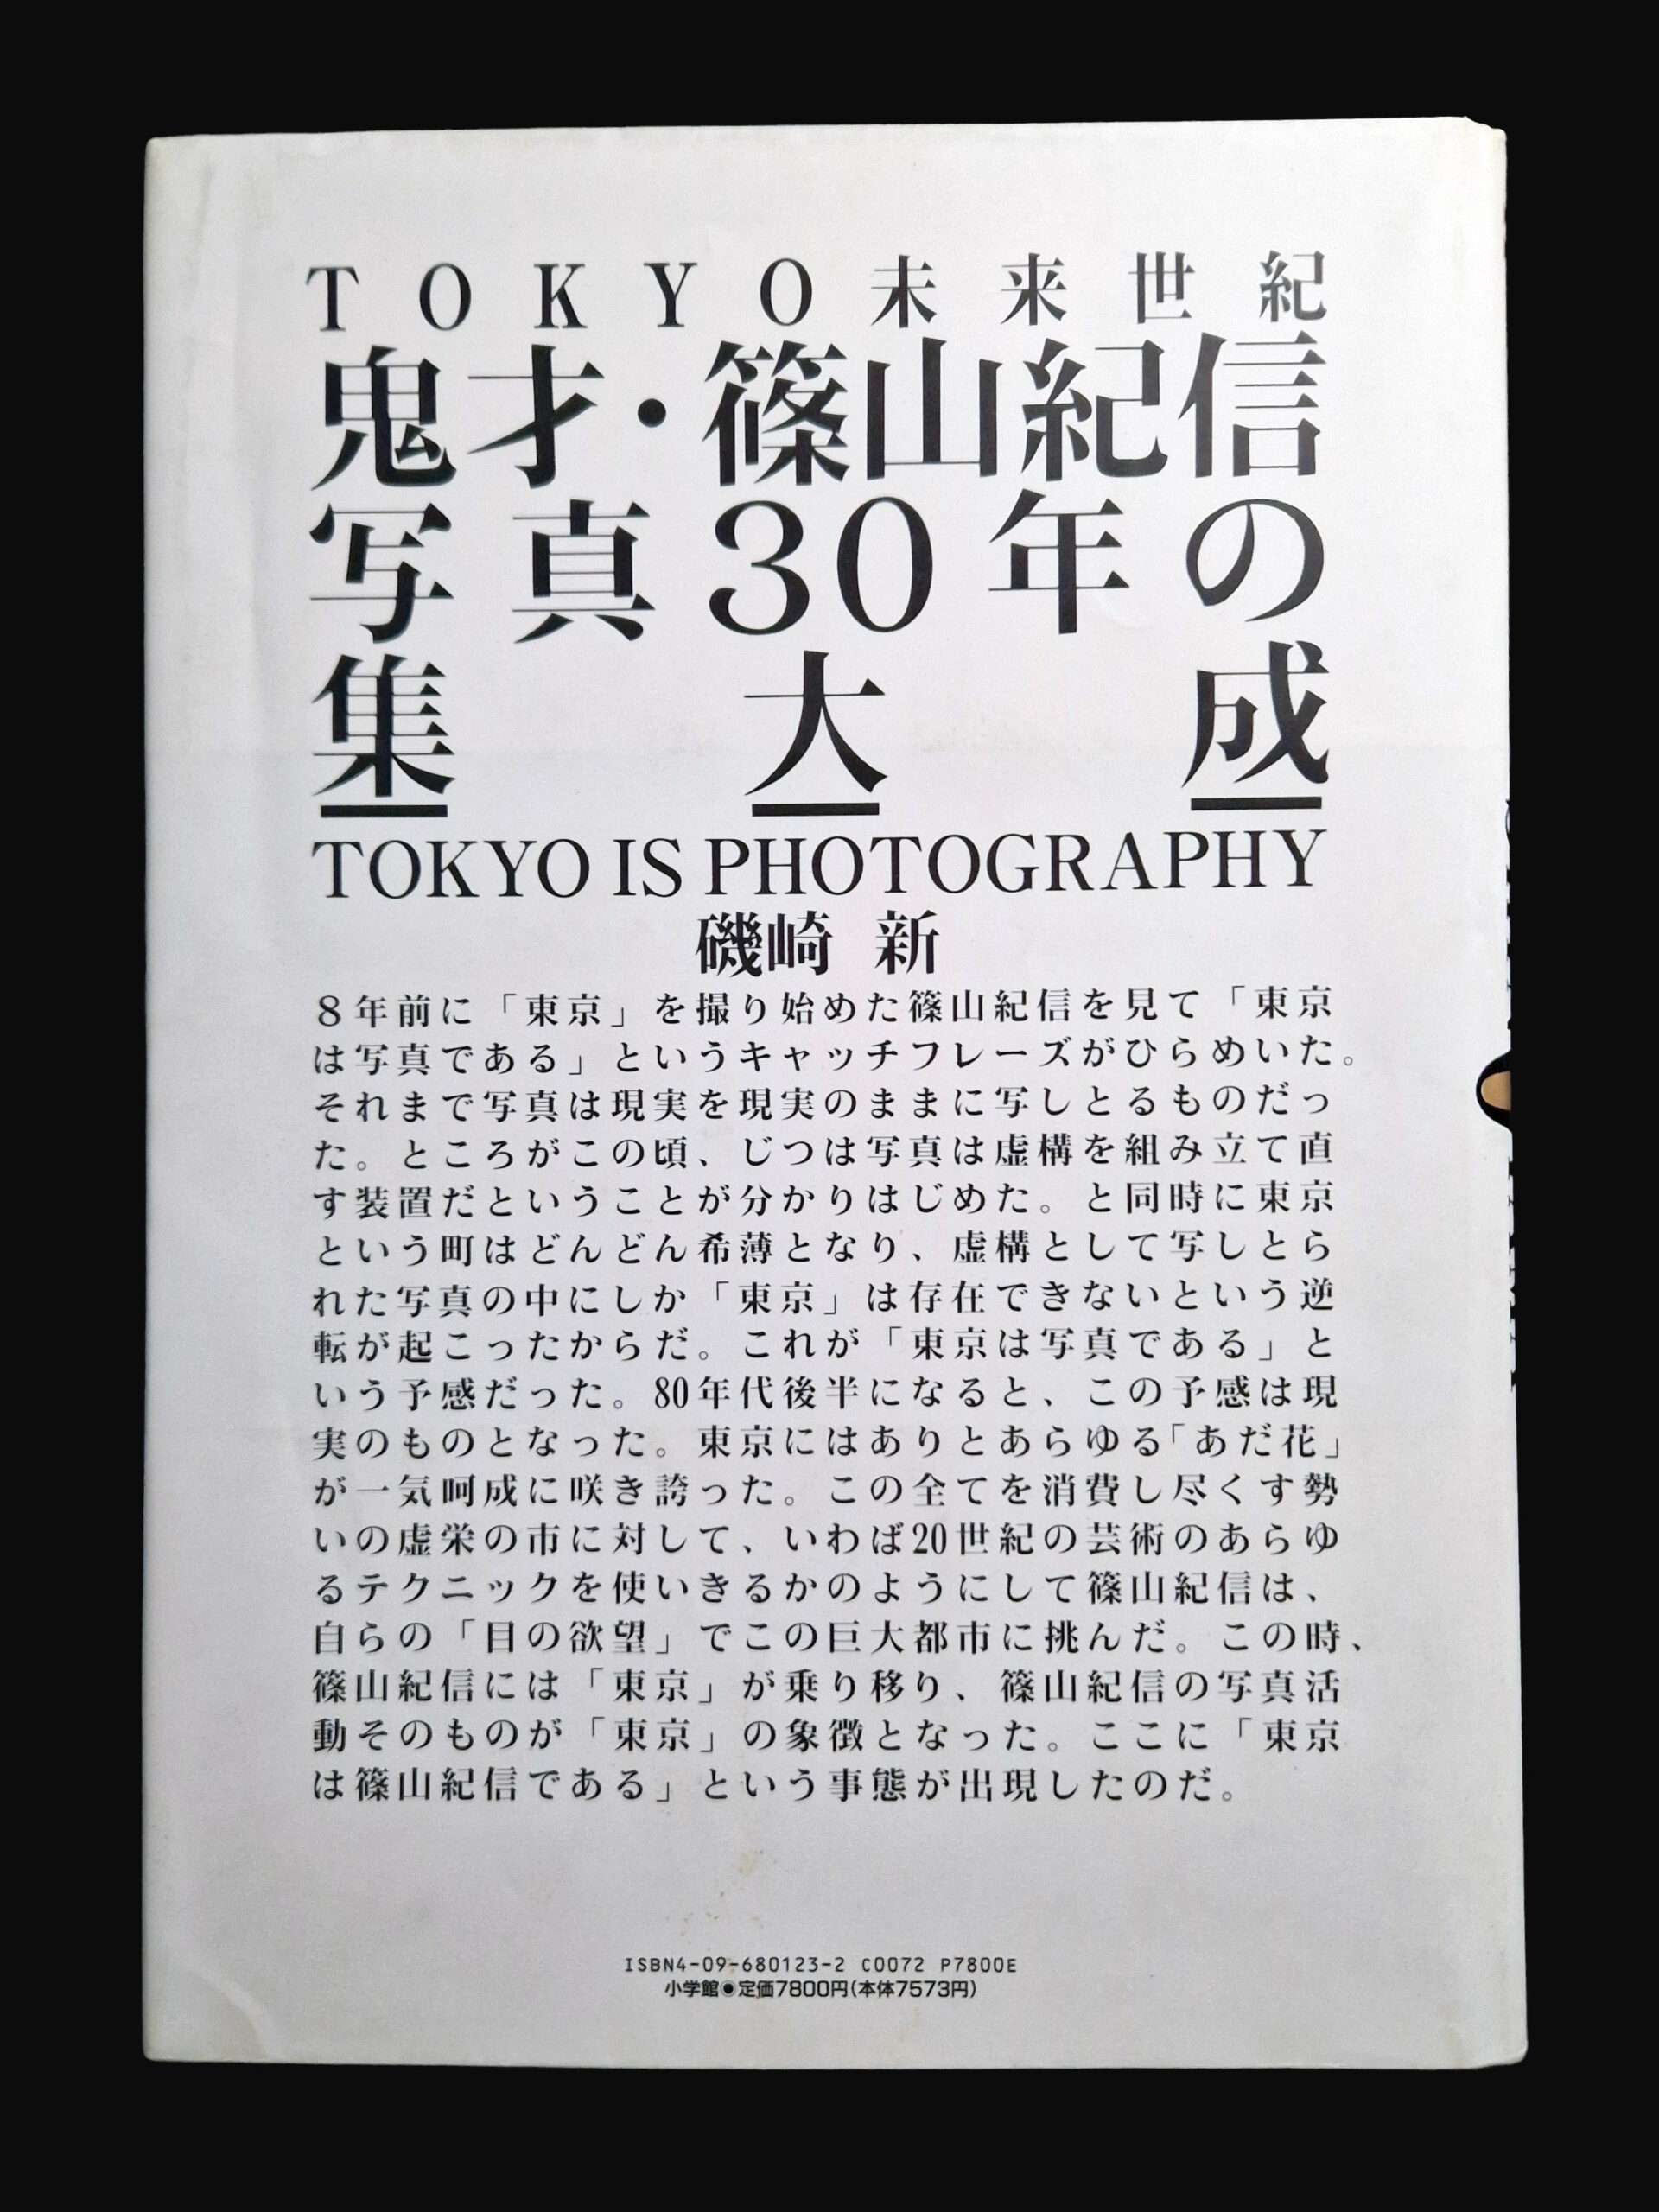 TOKYO未来世紀
鬼才・篠山紀信
写真30年の
集大成
TOKYO IS PHOTOGRAPHY
磯崎 新
8年前に「東京」を撮り始めた篠山紀信を見て「東京
は写真である」というキャッチフレーズがひらめいた。
それまで写真は現実を現実のままに写しとるものだっ
た。ところがこの頃、じつは写真は虚構を組み立て直
す装置だということが分かりはじめた。と同時に東京
という町はどんどん希薄となり、虚構として写しとら
れた写真の中にしか「東京」は存在できないという逆
転が起こったからだ。これが「東京は写真である」と
いう予感だった。80年代後半になると、この予感は現
実のものとなった。東京にはありとあらゆる「あだ花」
が一気呵成に咲き誇った。この全てを消費し尽くす勢
いの虚栄の市に対して、いわば20世紀の芸術のあらゆ
るテクニックを使いきるかのようにして篠山紀信は、
自らの「目の欲望」でこの巨大都市に挑んだ。この時、
篠山紀信には「東京」が乗り移り、篠山紀信の写真活
動そのものが「東京」の象徴となった。ここに「東京
は篠山紀信である」という事態が出現したのだ。
ISBN4-09-680123-2 C0072 P7800E
小学館◉定価7800円(本体7573円)